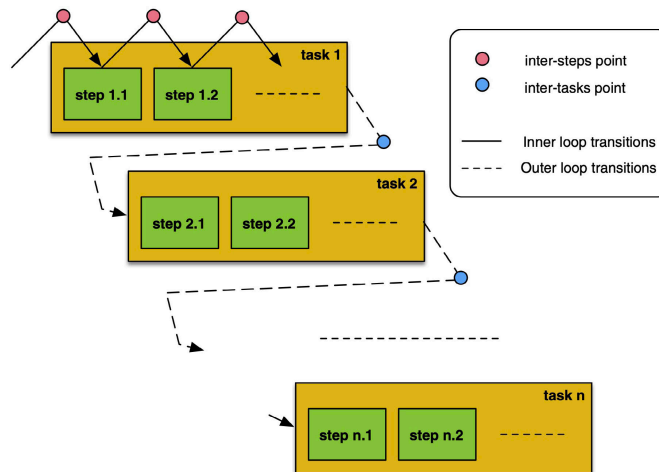 task 1
step 1.1 step 1.2
inter-steps point
inter-tasks point
Inner loop transitions
Outer loop transitions
task 2
step 2.1 step 2.2
task n
step n.1 step n.2